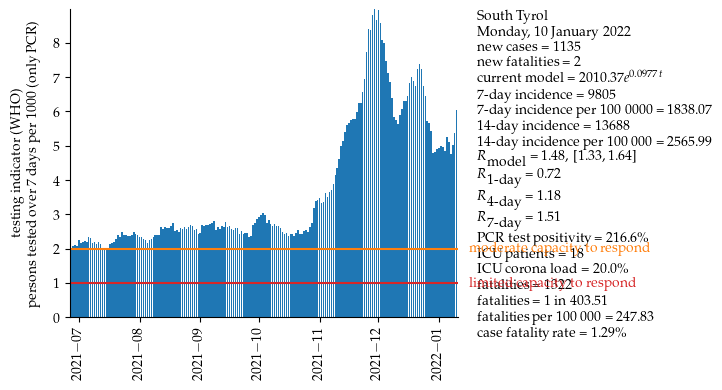 testing indicator (WHO)
persons tested over 7 days per 1000 (only PCR)
8
7
6
5
4
3
2
1
0
2021−07
2021−08
2021−09
2021−10
2021−11
2021−12
2022−01
South Tyrol
Monday, 10 January 2022
new cases = 1135
new fatalities = 2
current model = 2010.37e^0.0977 t
7-day incidence = 9805
7-day incidence per 100 0000 = 1838.07
14-day incidence = 13688
14-day incidence per 100 000 = 2565.99
R_model = 1.48, [1.33, 1.64]
R_1-day = 0.72
R_4-day = 1.18
R_7-day = 1.51
PCR test positivity = 216.6%
moderate capacity to respond
ICU patients = 18
ICU corona load = 20.0%
fatalities = 1322
limited capacity to respond
fatalities = 1 in 403.51
fatalities per 100 000 = 247.83
case fatality rate = 1.29%